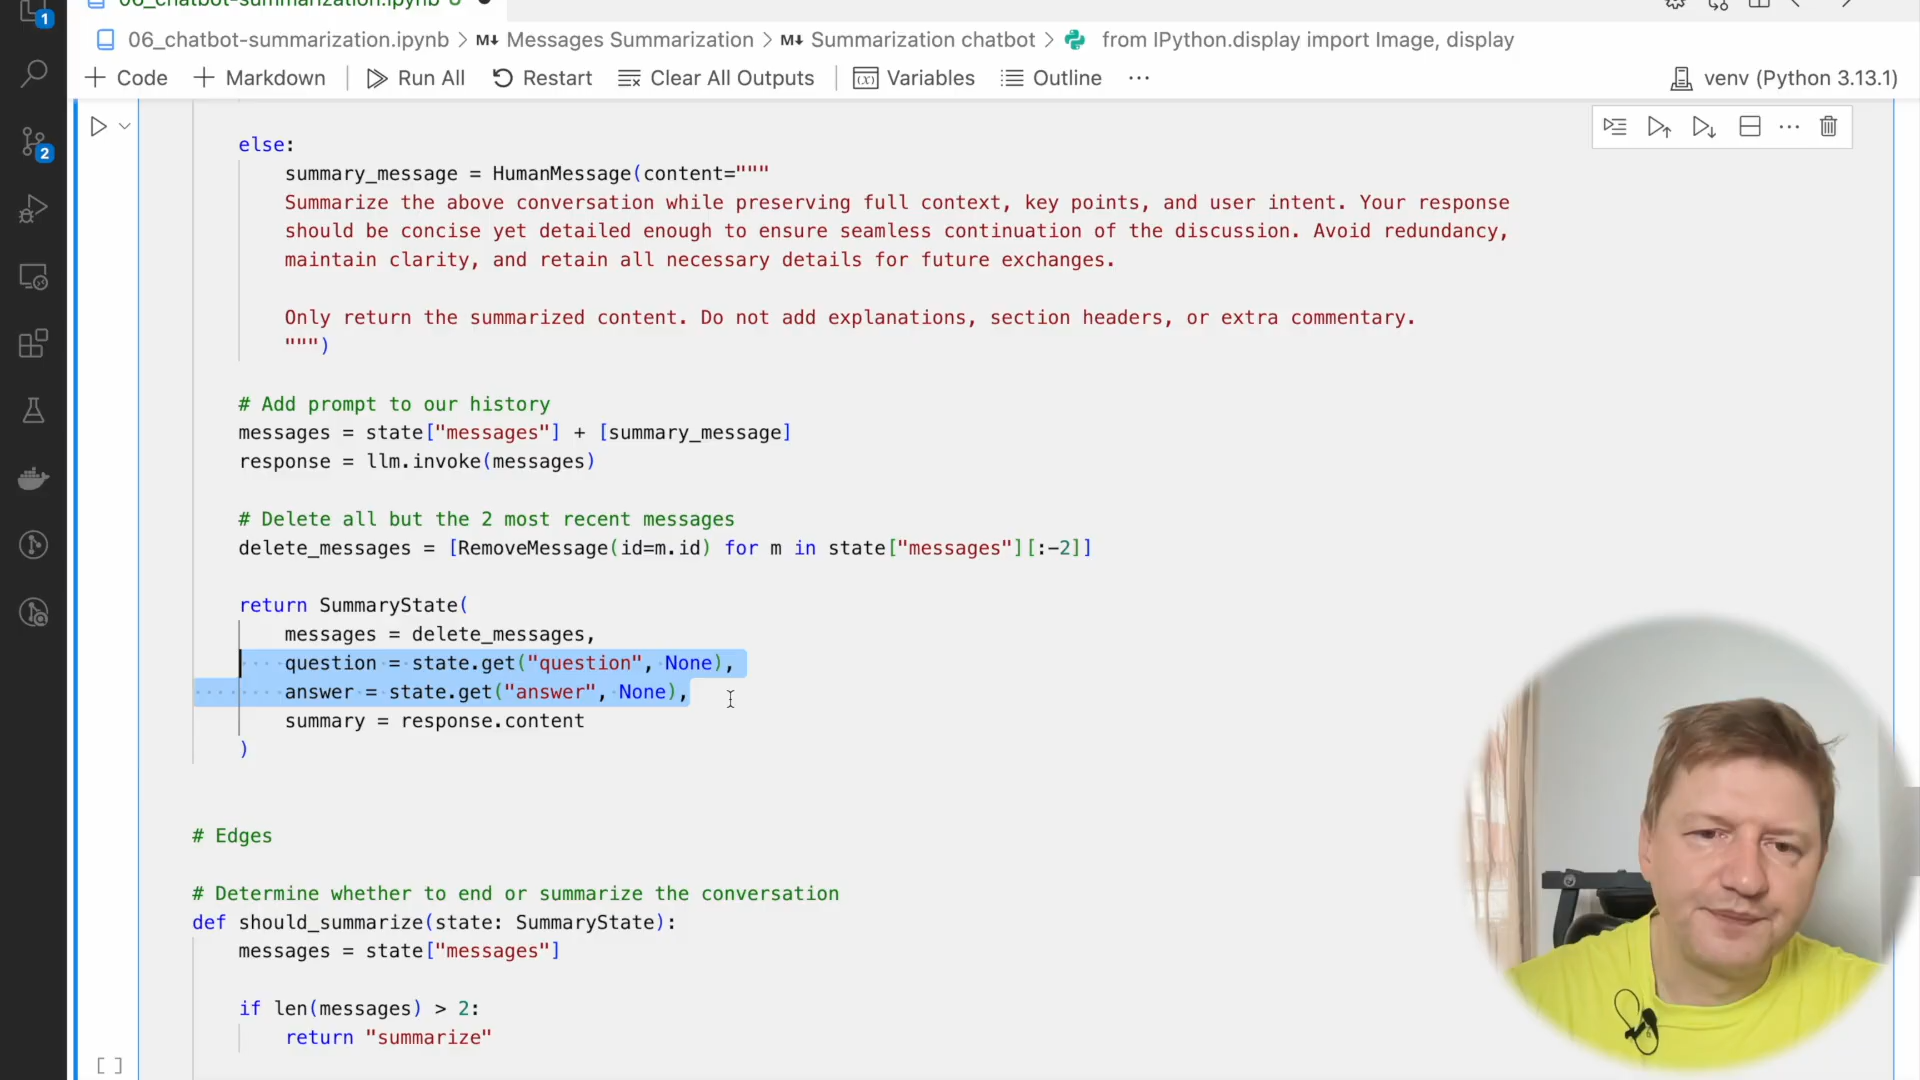 06_chatbot-summarization.ipynb 6
06_chatbot-summarization.ipynb > M↓ Messages Summarization > M↓ Summarization chatbot > from IPython.display import Image, display
+ Code + Markdown | Run All Restart Clear All Outputs | Variables Outline ··· venv (Python 3.13.1)
else:
summary_message = HumanMessage(content="""
Summarize the above conversation while preserving full context, key points, and user intent. Your response
should be concise yet detailed enough to ensure seamless continuation of the discussion. Avoid redundancy,
maintain clarity, and retain all necessary details for future exchanges.
Only return the summarized content. Do not add explanations, section headers, or extra commentary.
""")
# Add prompt to our history
messages = state["messages"] + [summary_message]
response = llm.invoke(messages)
# Delete all but the 2 most recent messages
delete_messages = [RemoveMessage(id=m.id) for m in state["messages"][:-2]]
return SummaryState(
messages = delete_messages,
question = state.get("question", None),
answer = state.get("answer", None),
summary = response.content
)
# Edges
# Determine whether to end or summarize the conversation
def should_summarize(state: SummaryState):
messages = state["messages"]
if len(messages) > 2:
return "summarize"
[ ]
1
2